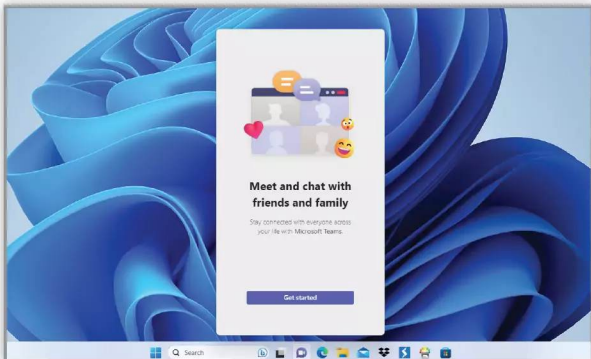 Meet and chat with
friends and family
Stay connected with everyone across
your life with Microsoft Teams.
Get started
Search